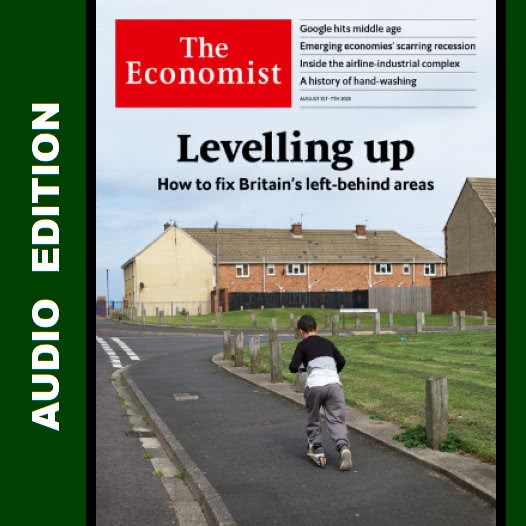 AUDIO EDITION
The
Economist
Google hits middle age
Emerging economies' scarring recession
Inside the airline-industrial complex
A history of hand-washing
AUGUST 1ST–7TH 2020
Levelling up
How to fix Britain's left-behind areas